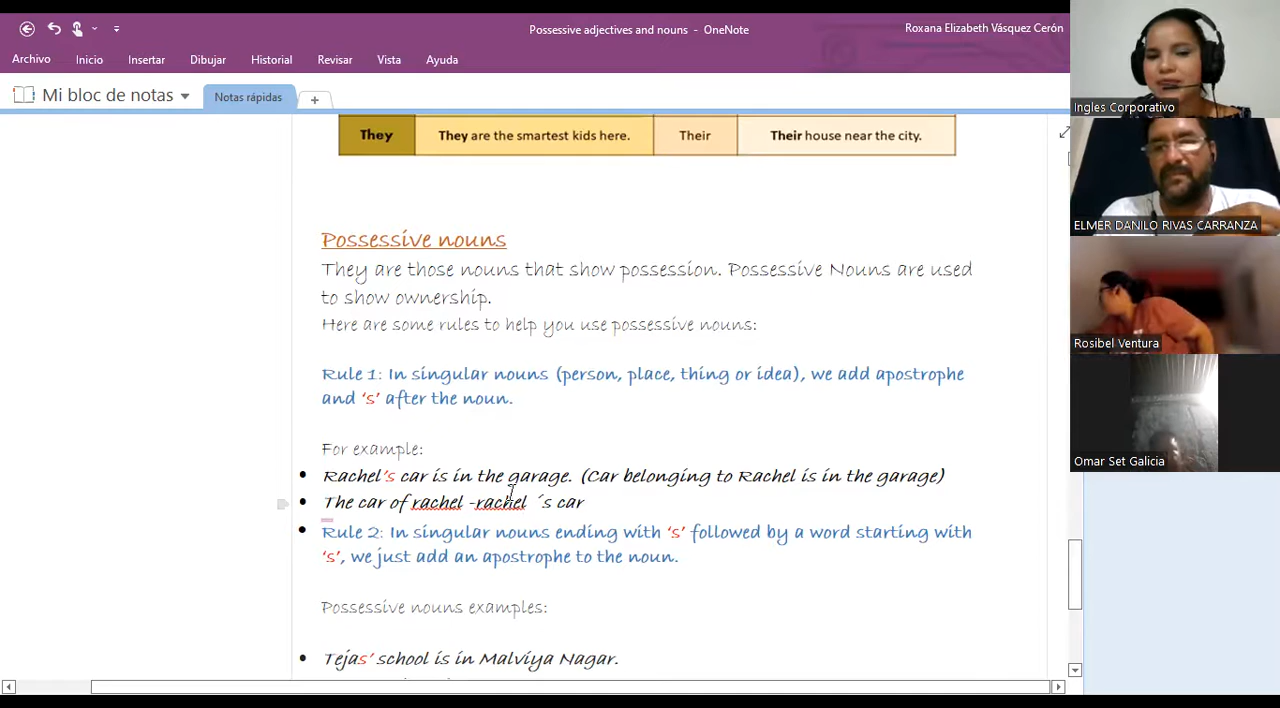 Possessive adjectives and nouns - OneNote
Roxana Elizabeth Vásquez Cerón
Archivo Inicio Insertar Dibujar Historial Revisar Vista Ayuda
Mi bloc de notas Notas rápidas +
They They are the smartest kids here. Their Their house near the city.
Possessive nouns
They are those nouns that show possession. Possessive Nouns are used
to show ownership.
Here are some rules to help you use possessive nouns:
Rule 1: In singular nouns (person, place, thing or idea), we add apostrophe
and ‘s’ after the noun.
For example:
• Rachel’s car is in the garage. (Car belonging to Rachel is in the garage)
• The car of rachel -rachel ´s car
• Rule 2: In singular nouns ending with ‘s’ followed by a word starting with
‘s’, we just add an apostrophe to the noun.
Possessive nouns examples:
• Tejas’ school is in Malviya Nagar.
Ingles Corporativo
ELMER DANILO RIVAS CARRANZA
Rosibel Ventura
Omar Set Galicia